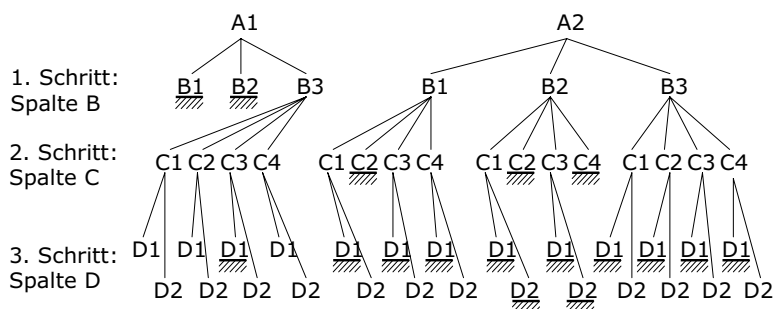 A1 A2
1. Schritt:
Spalte B
B1 B2 B3 B1 B2 B3
2. Schritt:
Spalte C
C1 C2 C3 C4 C1 C2 C3 C4 C1 C2 C3 C4 C1 C2 C3 C4
3. Schritt:
Spalte D
D1 D1 D1 D1 D1 D1 D1 D1 D1 D1 D1 D1 D1
D2 D2 D2 D2 D2 D2 D2 D2 D2 D2 D2 D2 D2